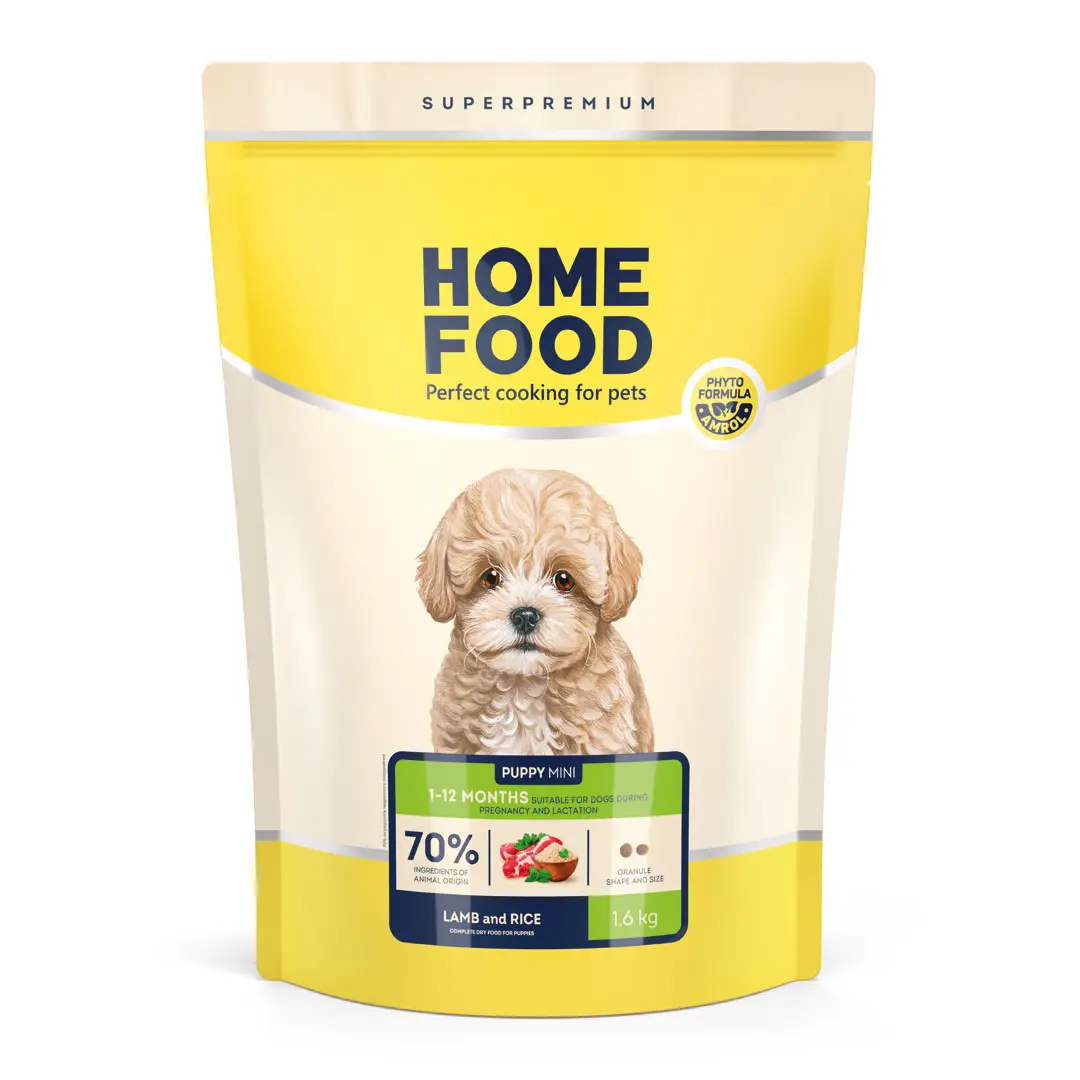 SUPERPREMIUM
HOME
FOOD
Perfect cooking for pets
PHYTO
FORMULA
AMROL
PUPPY MINI
1-12 MONTHS SUITABLE FOR DOGS DURING
PREGNANCY AND LACTATION
70%
INGREDIENTS OF
ANIMAL ORIGIN
GRANULE
SHAPE AND SIZE
LAMB and RICE
COMPLETE DRY FOOD FOR PUPPIES
1.6 kg